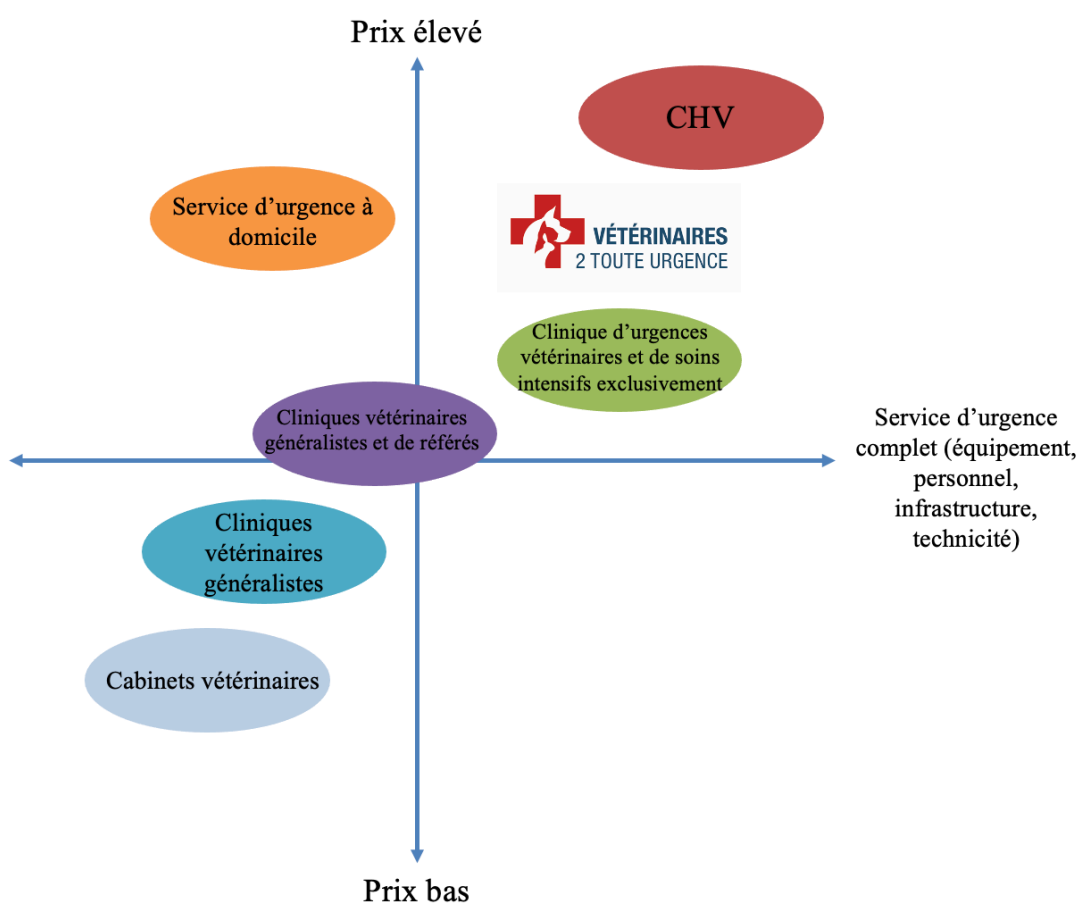 Prix élevé
CHV
Service d’urgence à
domicile
VÉTÉRINAIRES
2 TOUTE URGENCE
Clinique d’urgences
vétérinaires et de soins
intensifs exclusivement
Cliniques vétérinaires
généralistes et de référés
Service d’urgence
complet (équipement,
personnel,
infrastructure,
technicité)
Cliniques
vétérinaires
généralistes
Cabinets vétérinaires
Prix bas